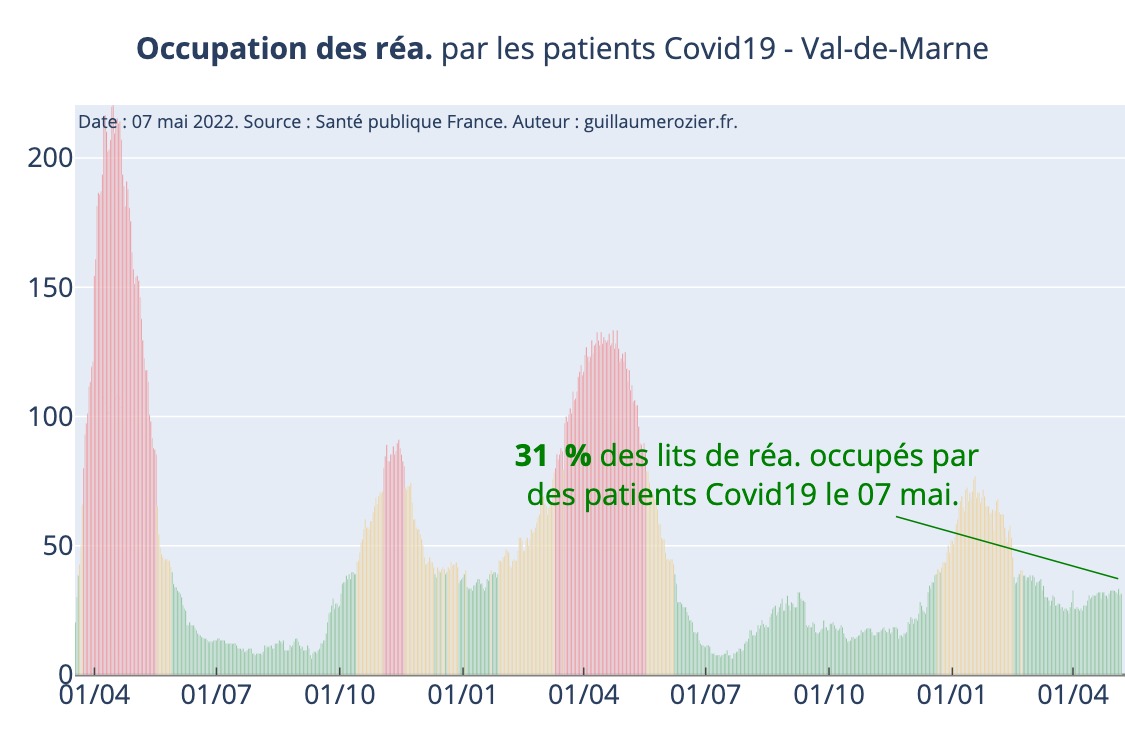 Occupation des réa. par les patients Covid19 - Val-de-Marne
Date : 07 mai 2022. Source : Santé publique France. Auteur : guillaumerozier.fr.
200
150
100
31 % des lits de réa. occupés par
des patients Covid19 le 07 mai.
50
0
01/04 01/07 01/10 01/01 01/04 01/07 01/10 01/01 01/04